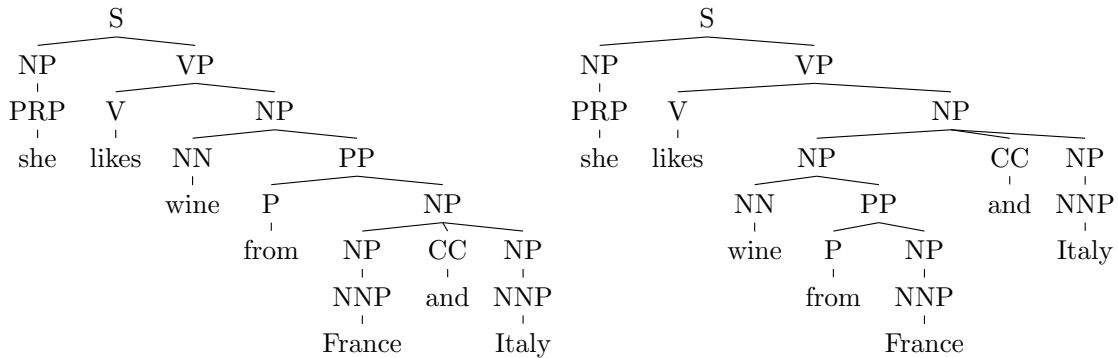 S S
NP VP NP VP
PRP V NP PRP V NP
she likes NN PP she likes NP CC NP
wine P NP NN PP and NNP
from NP CC NP wine P NP Italy
NNP and NNP from NNP
France Italy France